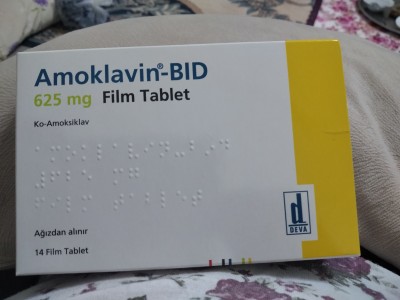 Amoklavin®-BID
625 mg Film Tablet
Ko-Amoksiklav
Ağızdan alınır
14 Film Tablet
d
DEVA